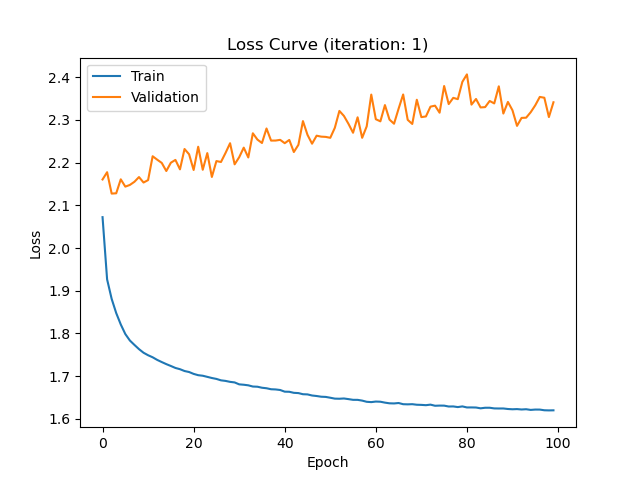 Loss Curve (iteration: 1)
Train
Validation
2.4
2.3
2.2
2.1
2.0
1.9
1.8
1.7
1.6
Loss
0 20 40 60 80 100
Epoch